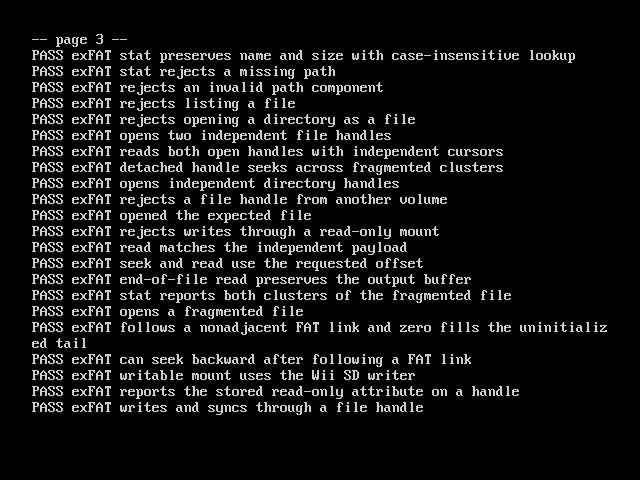 -- page 3 --
PASS exFAT stat preserves name and size with case-insensitive lookup
PASS exFAT stat rejects a missing path
PASS exFAT rejects an invalid path component
PASS exFAT rejects listing a file
PASS exFAT rejects opening a directory as a file
PASS exFAT opens two independent file handles
PASS exFAT reads both open handles with independent cursors
PASS exFAT detached handle seeks across fragmented clusters
PASS exFAT opens independent directory handles
PASS exFAT rejects a file handle from another volume
PASS exFAT opened the expected file
PASS exFAT rejects writes through a read-only mount
PASS exFAT read matches the independent payload
PASS exFAT seek and read use the requested offset
PASS exFAT end-of-file read preserves the output buffer
PASS exFAT stat reports both clusters of the fragmented file
PASS exFAT opens a fragmented file
PASS exFAT follows a nonadjacent FAT link and zero fills the uninitializ
ed tail
PASS exFAT can seek backward after following a FAT link
PASS exFAT writable mount uses the Wii SD writer
PASS exFAT reports the stored read-only attribute on a handle
PASS exFAT writes and syncs through a file handle